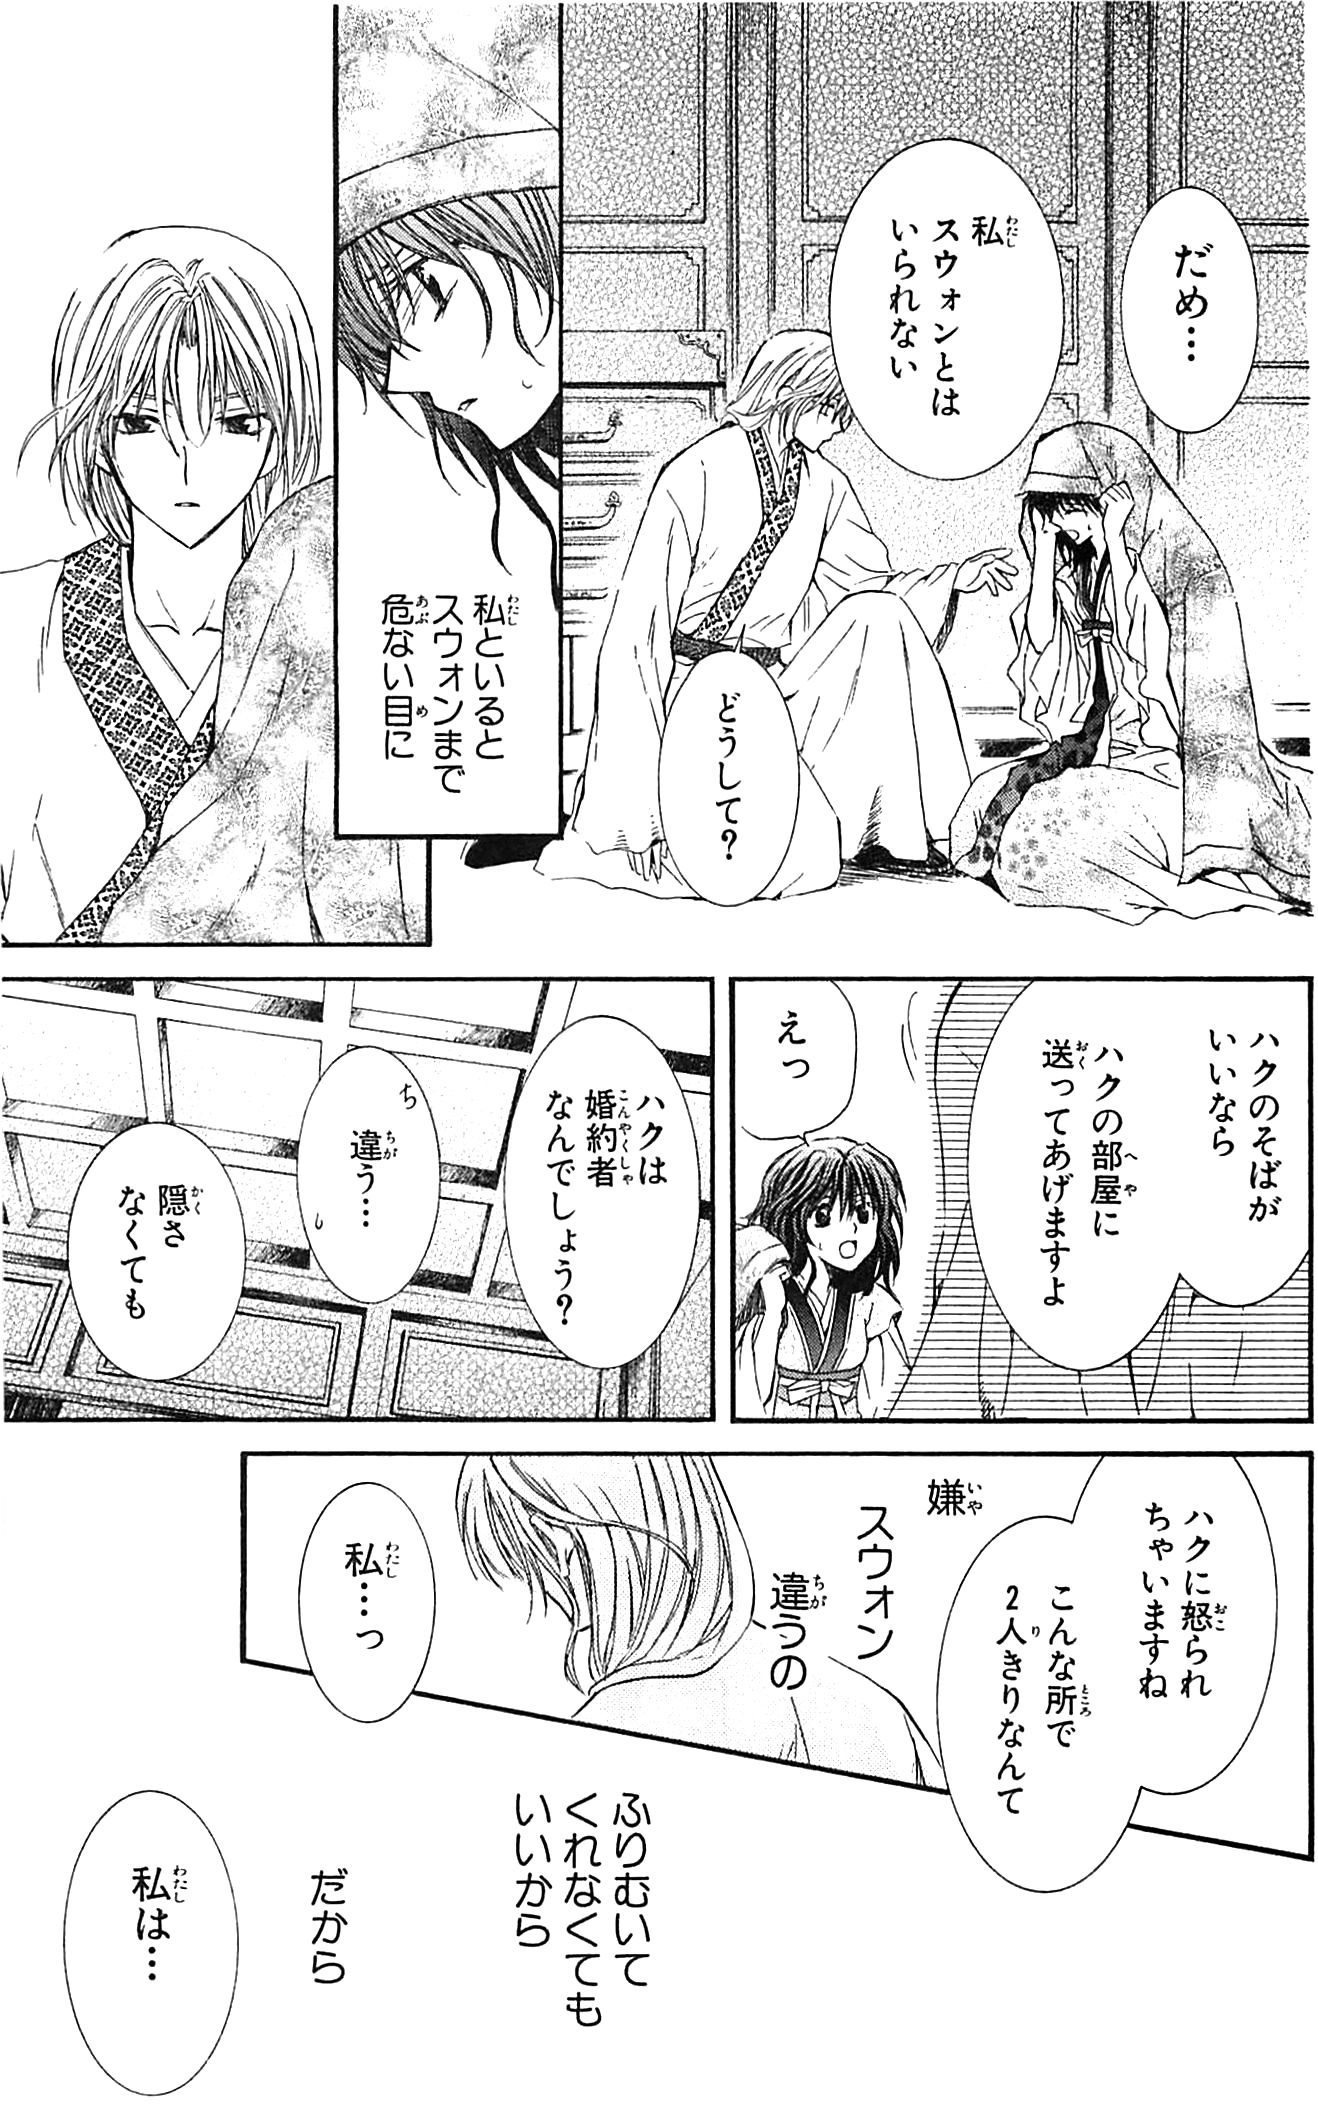 だめ…
私
スウォンとは
いられない
どうして？
私といると
スウォンまで
危ない目に
ハクのそばが
いいなら
ハクの部屋に
送ってあげますよ
えっ
ハクは
婚約者
なんでしょう？
ち
違う…
隠さ
なくても
ハクに怒られ
ちゃいますね
こんな所で
2人きりなんて
嫌
スウォン
違うの
私…っ
ふりむいて
くれなくても
いいから
だから
私は…